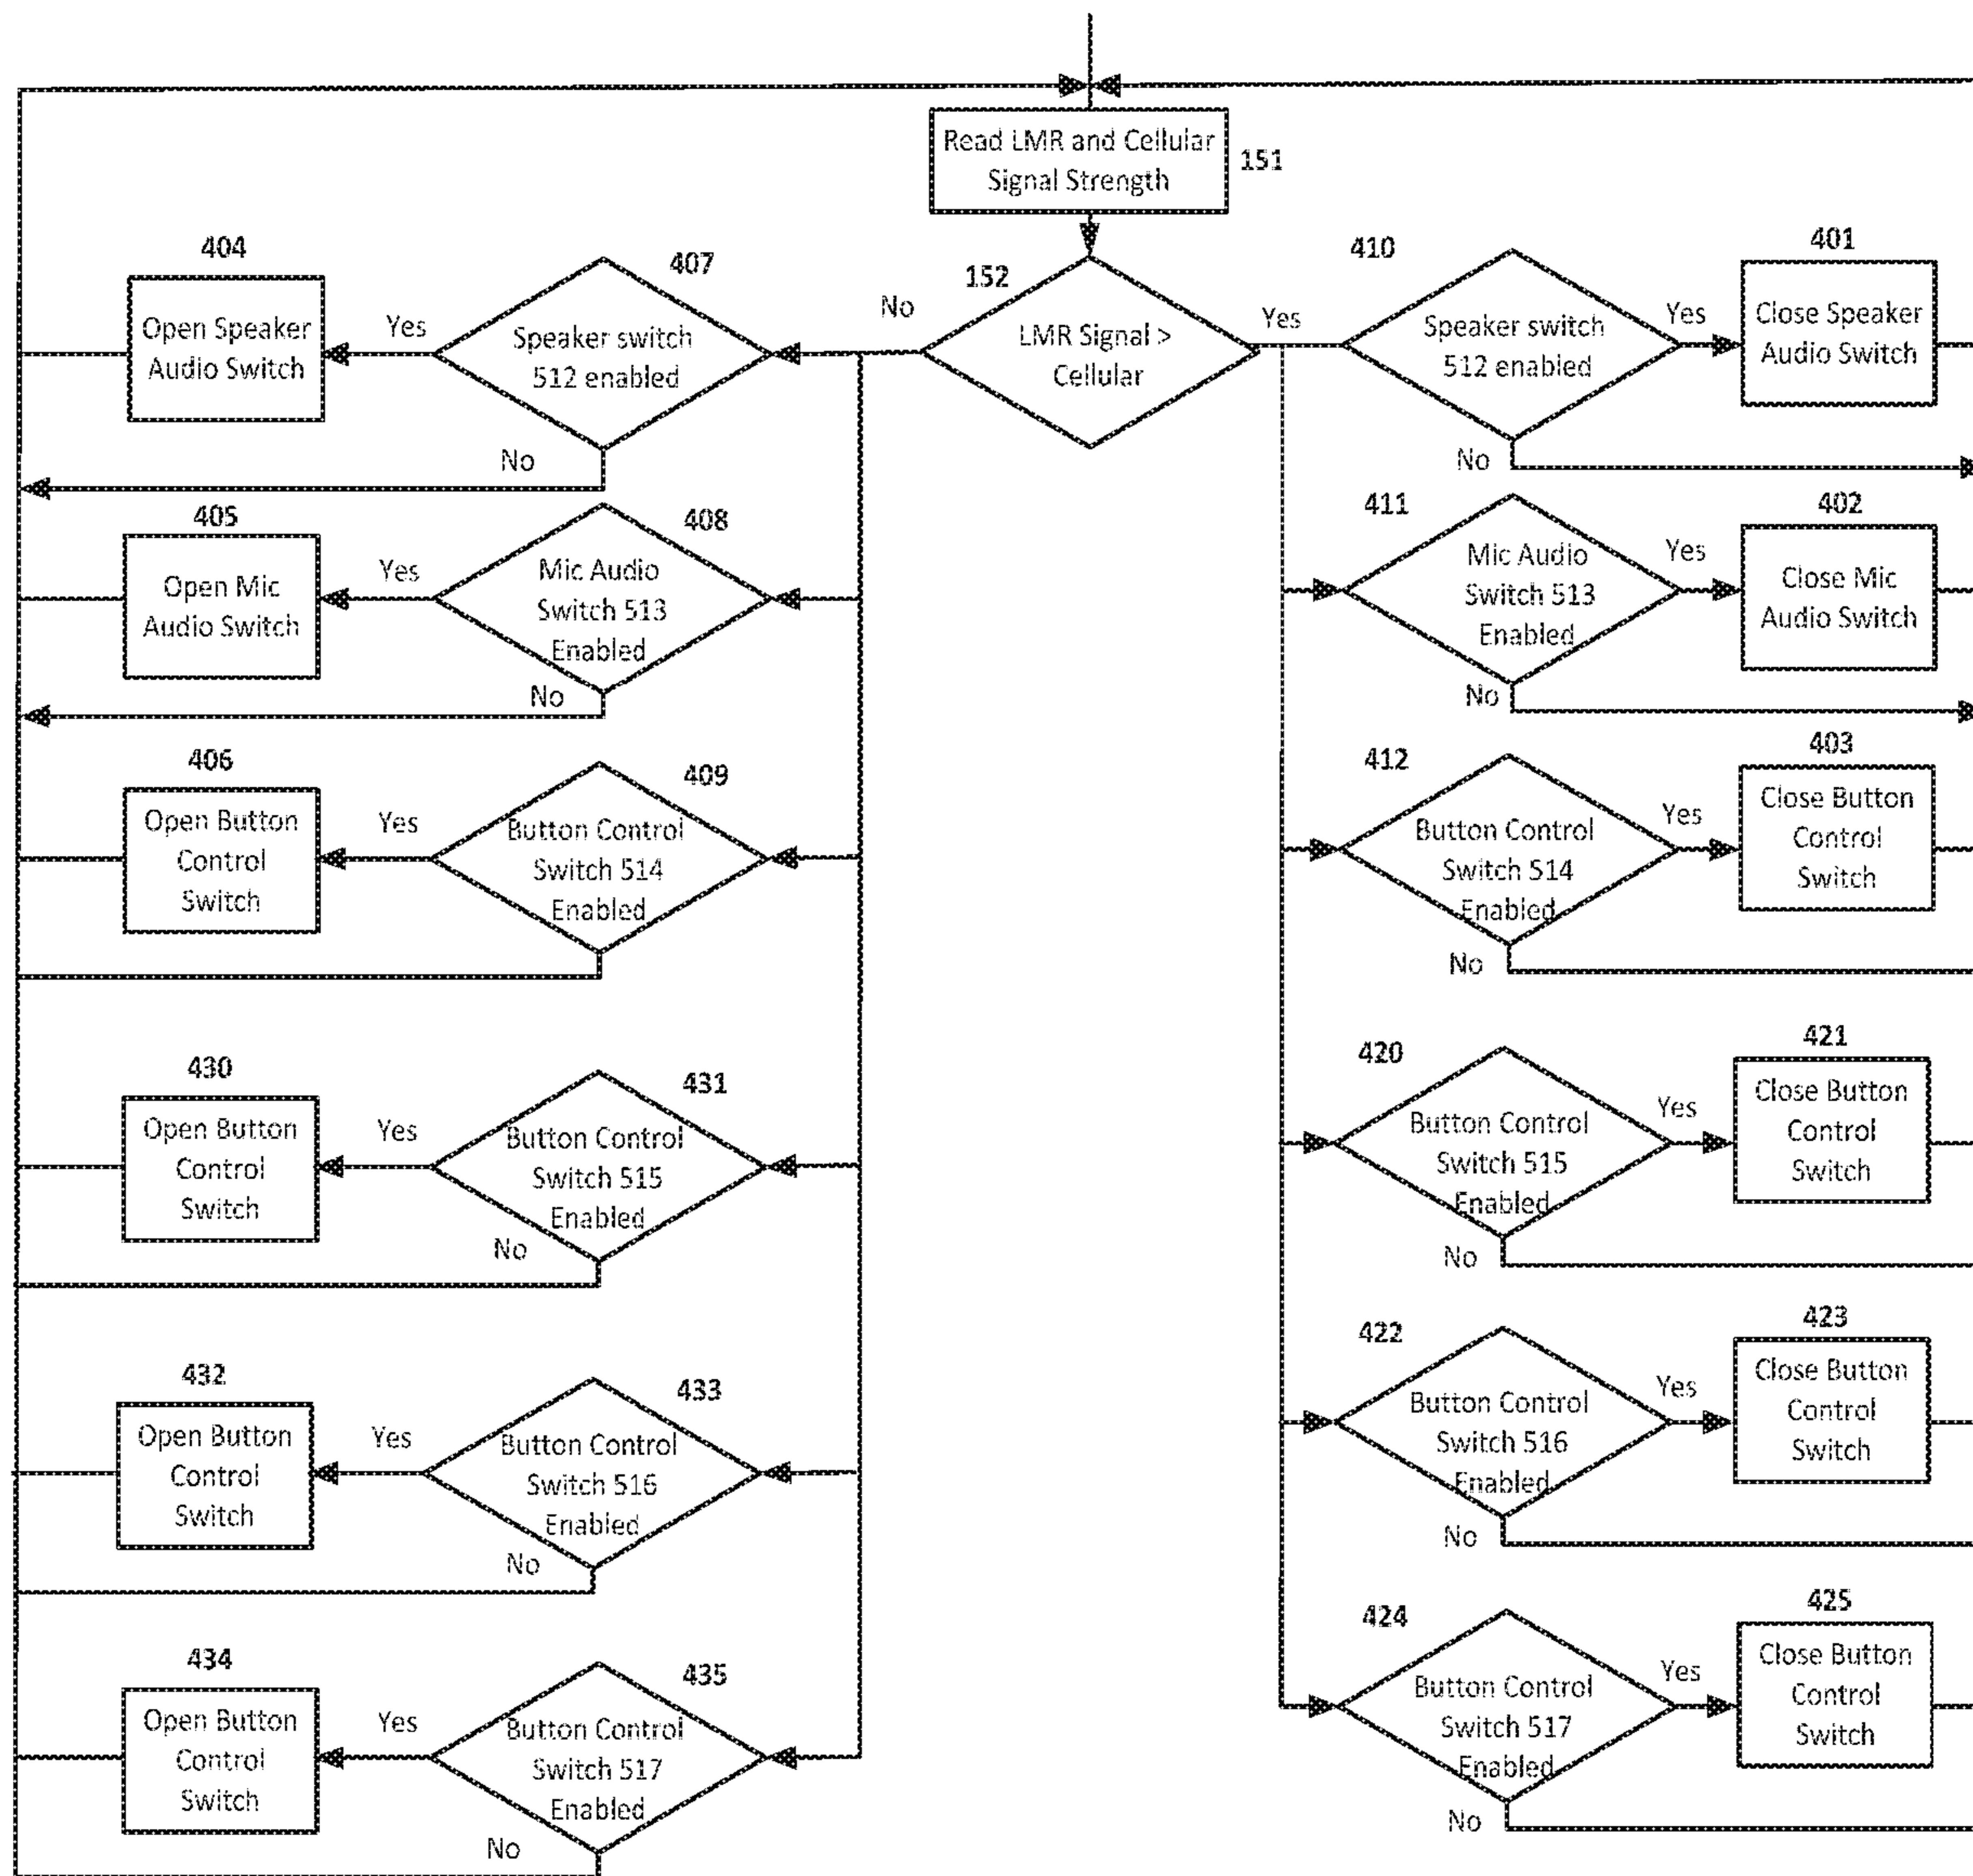 Read LMR and Cellular
Signal Strength
151
152
LMR Signal >
Cellular
No
Yes
404
Open Speaker
Audio Switch
Yes
407
Speaker switch
512 enabled
No
410
Speaker switch
512 enabled
Yes
No
401
Close Speaker
Audio Switch
405
Open Mic
Audio Switch
Yes
408
Mic Audio
Switch 513
Enabled
No
411
Mic Audio
Switch 513
Enabled
Yes
No
402
Close Mic
Audio Switch
406
Open Button
Control
Switch
Yes
409
Button Control
Switch 514
Enabled
412
Button Control
Switch 514
Enabled
Yes
No
403
Close Button
Control
Switch
430
Open Button
Control
Switch
Yes
431
Button Control
Switch 515
Enabled
No
420
Button Control
Switch 515
Enabled
Yes
No
421
Close Button
Control
Switch
432
Open Button
Control
Switch
Yes
433
Button Control
Switch 516
Enabled
No
422
Button Control
Switch 516
Enabled
Yes
No
423
Close Button
Control
Switch
434
Open Button
Control
Switch
Yes
435
Button Control
Switch 517
Enabled
No
424
Button Control
Switch 517
Enabled
Yes
No
425
Close Button
Control
Switch